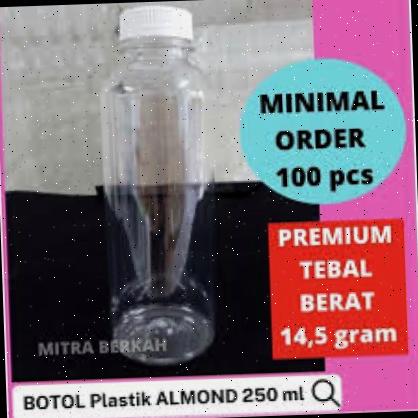 MINIMAL
ORDER
100 pcs
PREMIUM
TEBAL
BERAT
14,5 gram
MITRA BERKAH
BOTOL Plastik ALMOND 250 ml